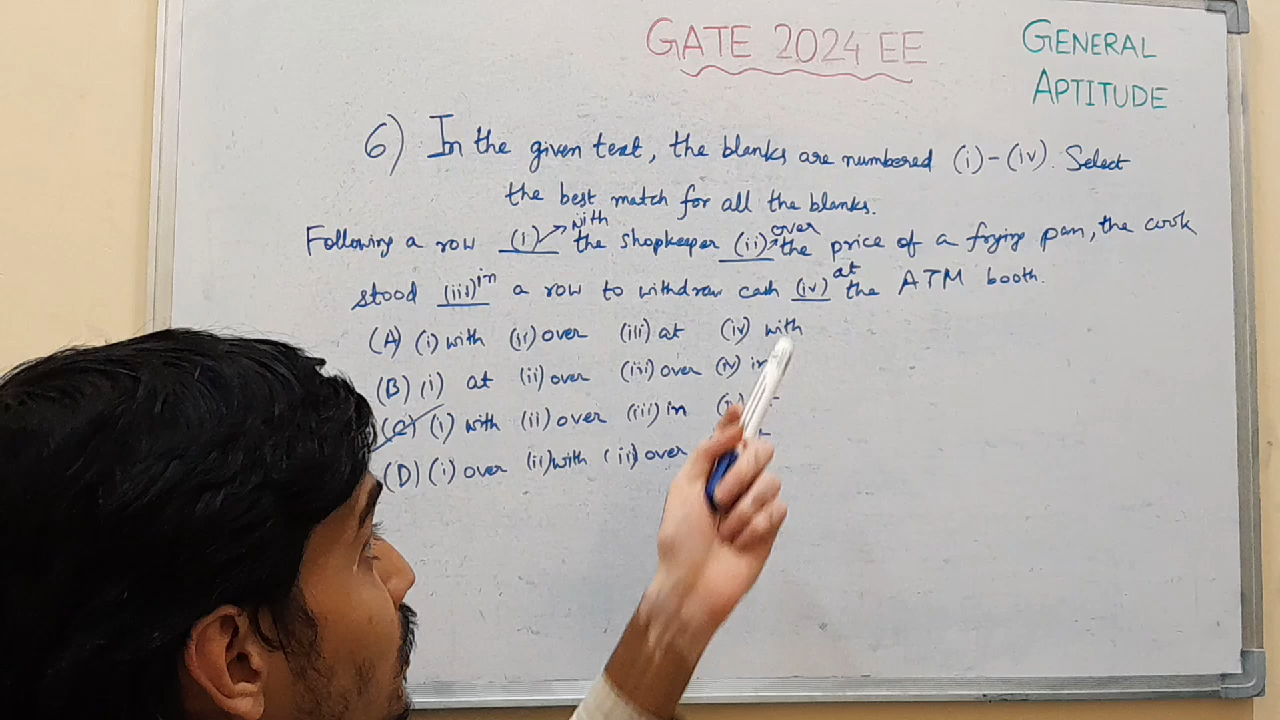 GATE 2024 EE
GENERAL
APTITUDE
6) In the given text, the blanks are numbered (i)-(iv). Select
the best match for all the blanks.
Following a row (i) with the shopkeeper (ii) over the price of a frying pan, the cook
stood (iii) in a row to withdraw cash (iv) at the ATM booth.
(A) (i) with (ii) over (iii) at (iv) with
(B) (i) at (ii) over (iii) over (iv)
(C) (i) with (ii) over (iii) in
(D) (i) over (ii) with (ii) over